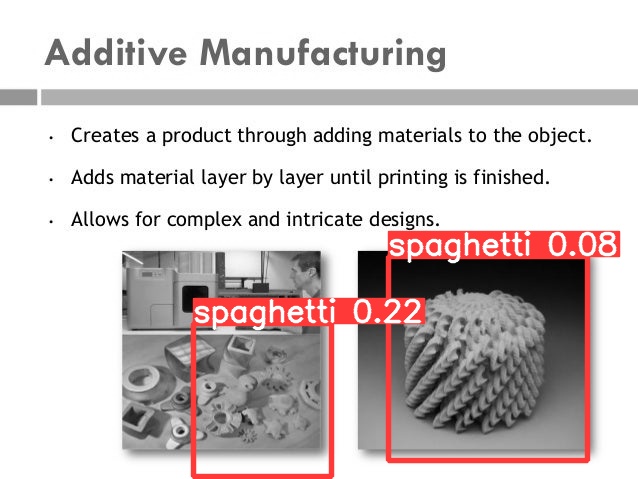 Additive Manufacturing
• Creates a product through adding materials to the object.
• Adds material layer by layer until printing is finished.
• Allows for complex and intricate designs.
spaghetti 0.08
spaghetti 0.22